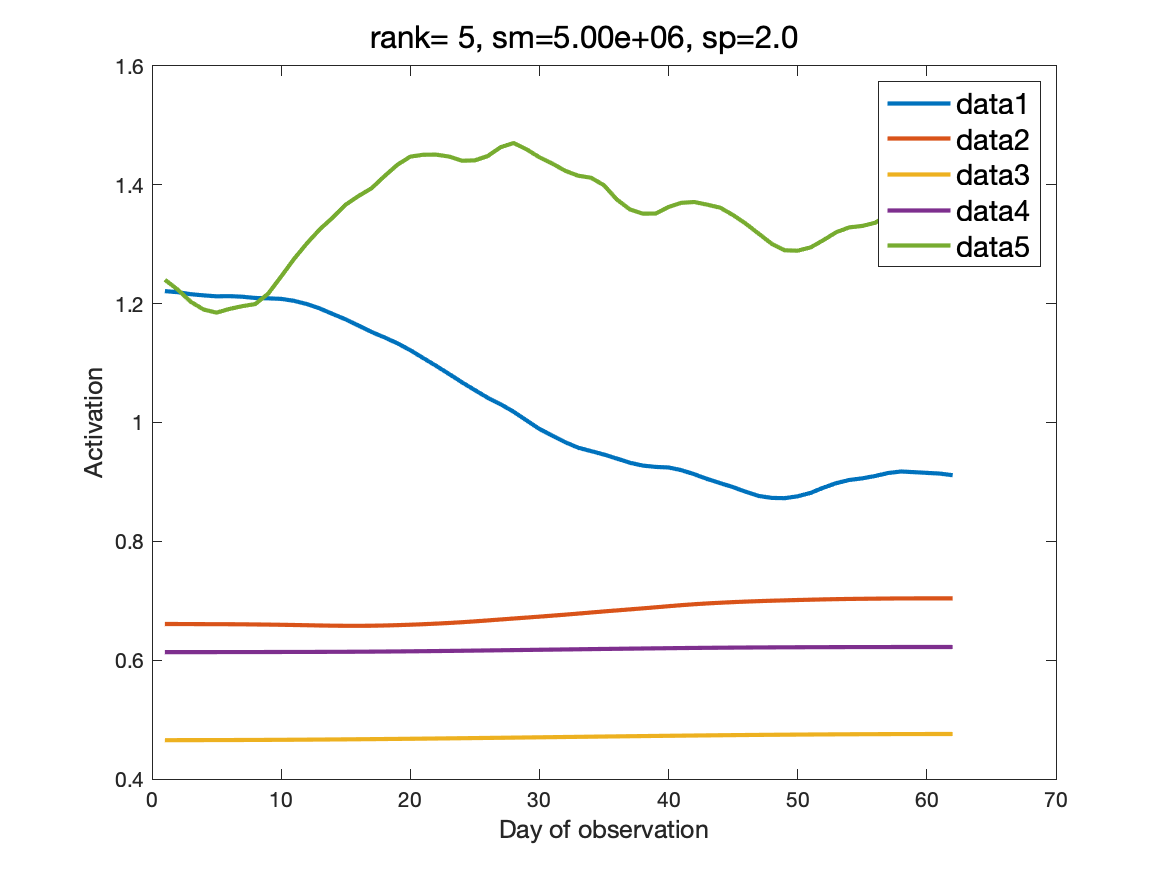 rank= 5, sm=5.00e+06, sp=2.0
1.6
1.4
1.2
1
0.8
0.6
0.4
Activation
0
10
20
30
40
50
60
70
Day of observation
data1
data2
data3
data4
data5